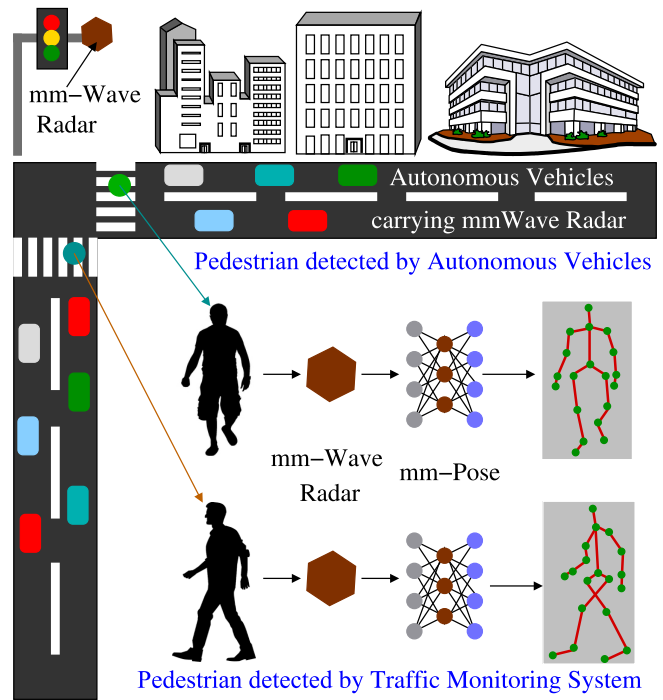 mm-Wave
Radar
Autonomous Vehicles
carrying mmWave Radar
Pedestrian detected by Autonomous Vehicles
mm-Wave
Radar
mm-Pose
Pedestrian detected by Traffic Monitoring System